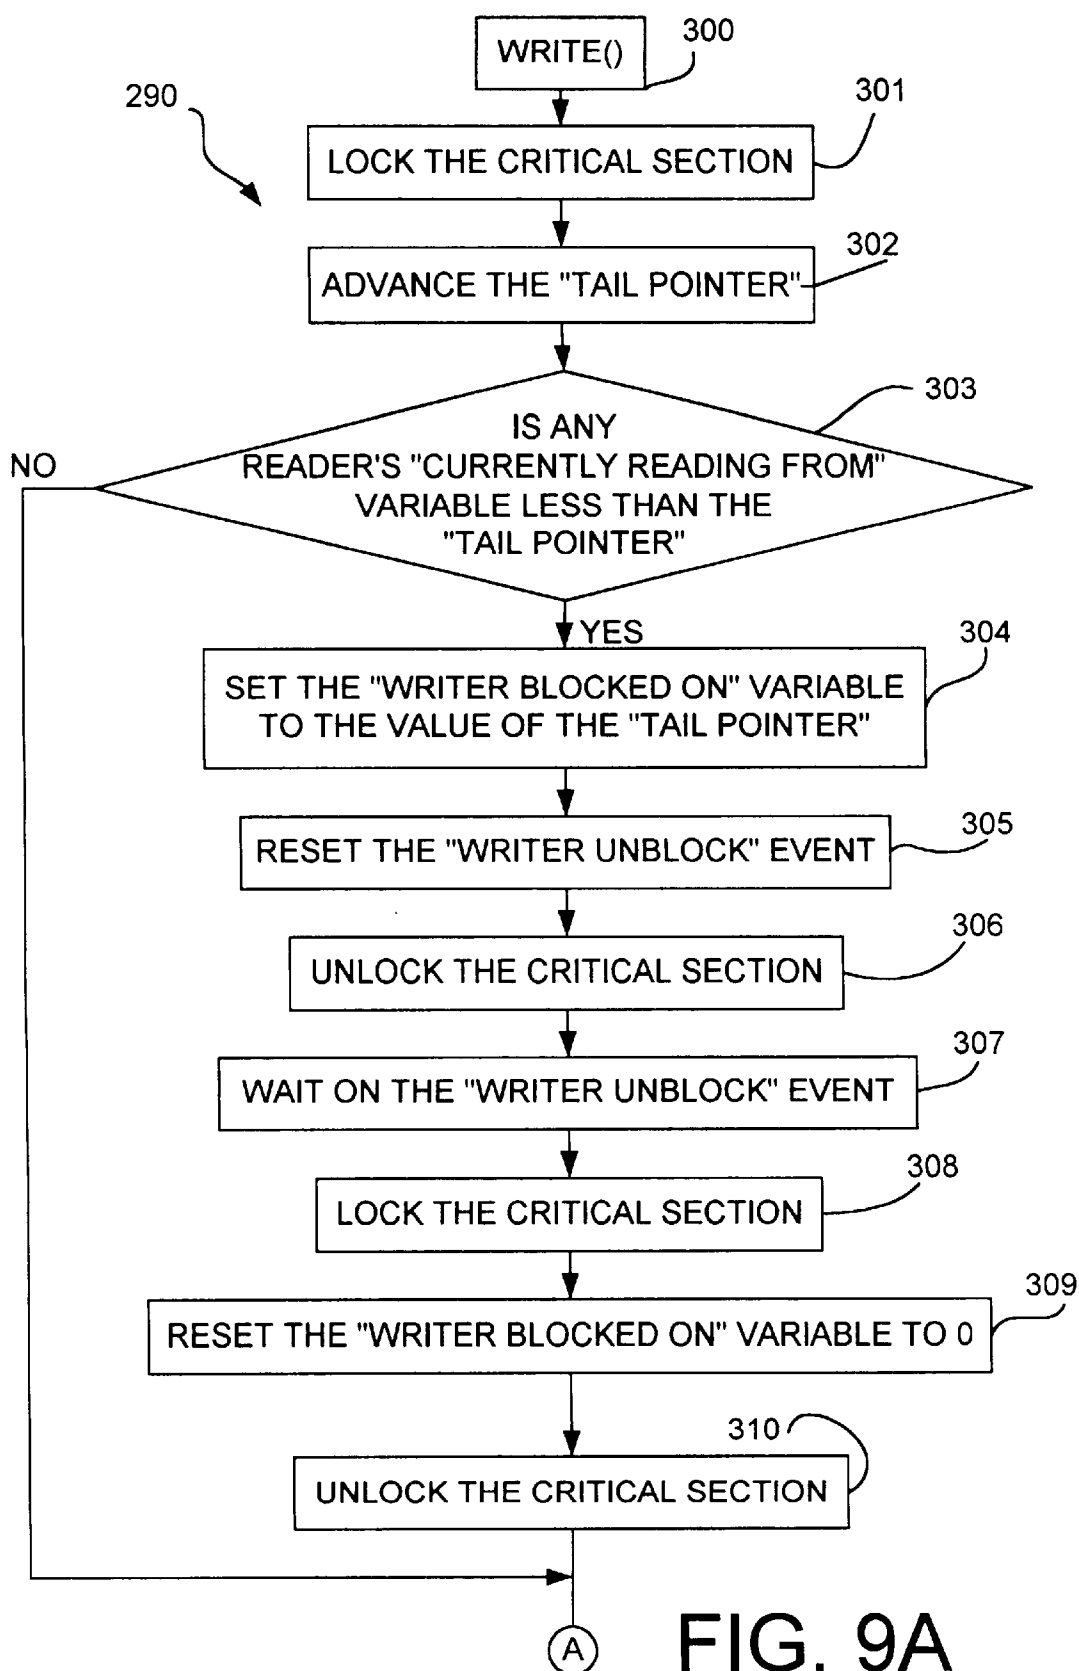 WRITE()
300
290
301
LOCK THE CRITICAL SECTION
302
ADVANCE THE "TAIL POINTER"
303
IS ANY
NO
READER'S "CURRENTLY READING FROM"
VARIABLE LESS THAN THE
"TAIL POINTER"
YES
304
SET THE "WRITER BLOCKED ON" VARIABLE
TO THE VALUE OF THE "TAIL POINTER"
305
RESET THE "WRITER UNBLOCK" EVENT
306
UNLOCK THE CRITICAL SECTION
307
WAIT ON THE "WRITER UNBLOCK" EVENT
308
LOCK THE CRITICAL SECTION
309
RESET THE "WRITER BLOCKED ON" VARIABLE TO 0
310
UNLOCK THE CRITICAL SECTION
A
FIG. 9A